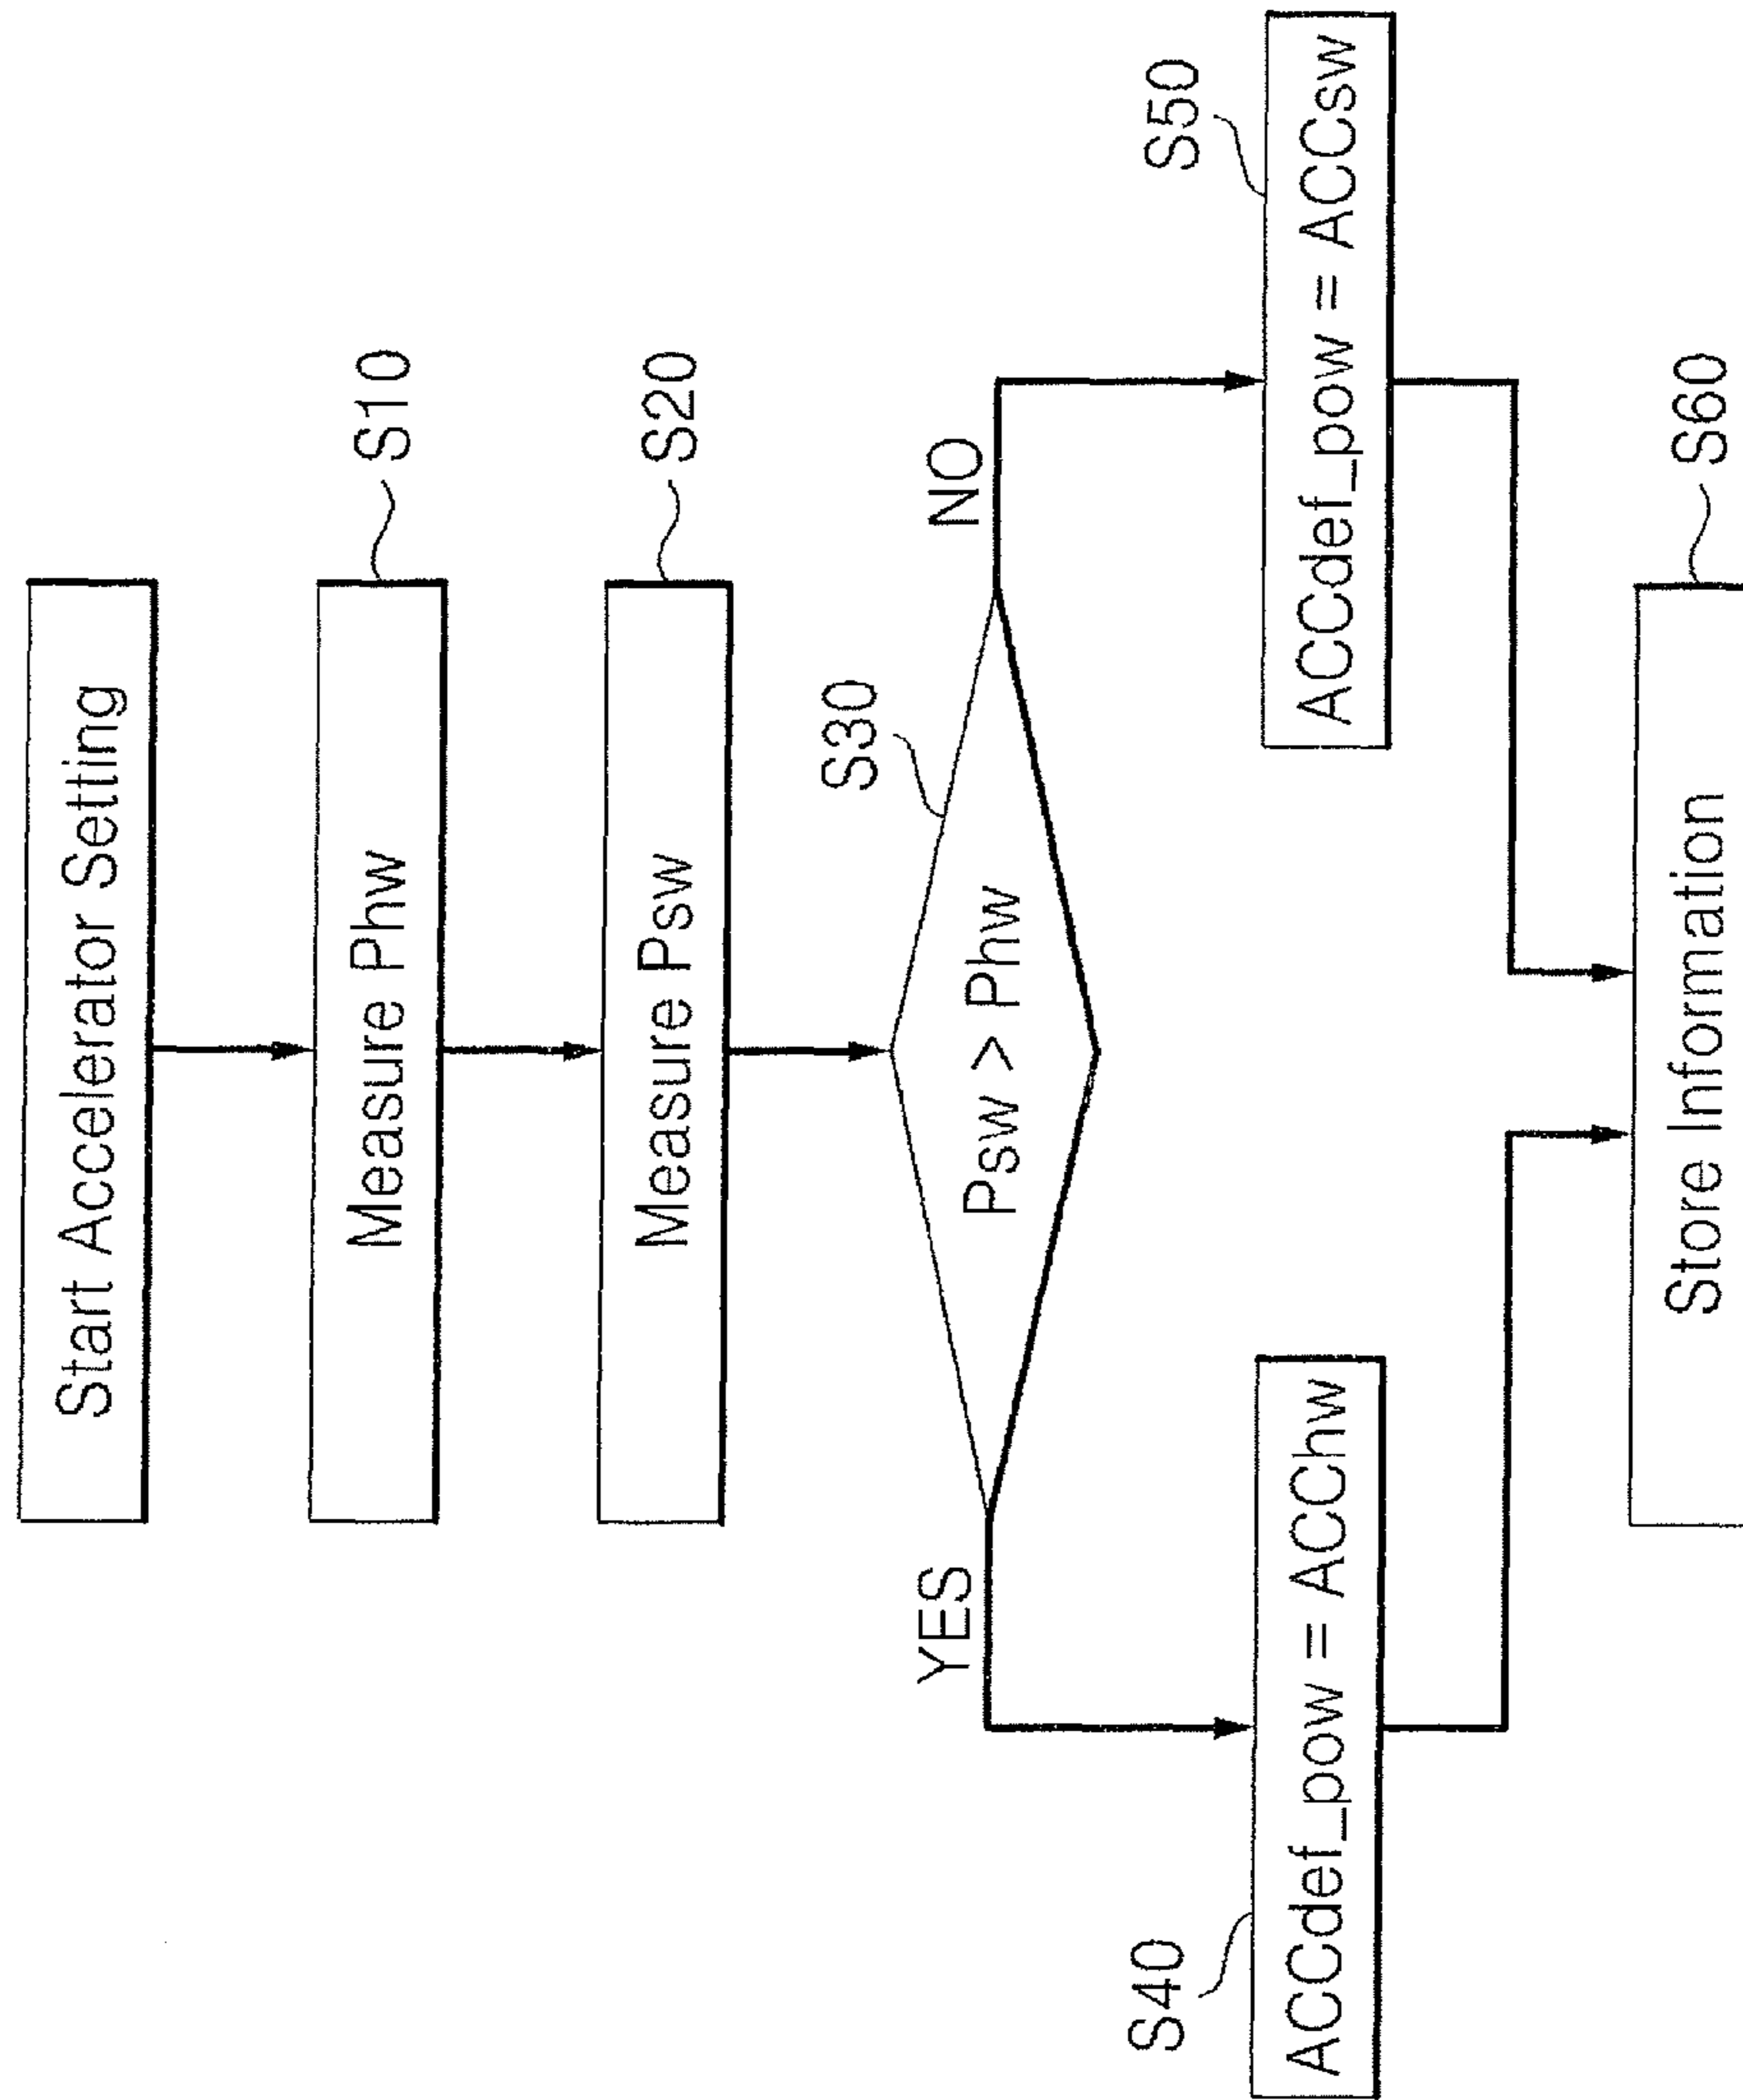 Start Accelerator Setting
Measure Phw
S10
Measure Psw
S20
S30
Psw > Phw
YES
NO
S40
ACCdef_pow = ACChw
S50
ACCdef_pow = ACCsw
Store Information
S60